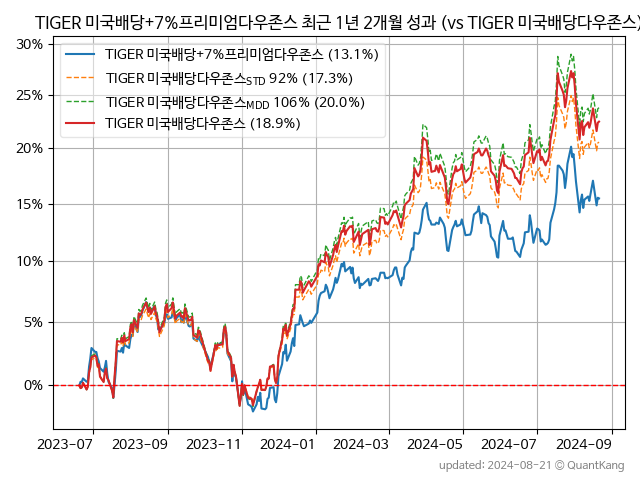 TIGER 미국배당+7%프리미엄다우존스 최근 1년 2개월 성과 (vs TIGER 미국배당다우존스)
30%
25%
20%
15%
10%
5%
0%
TIGER 미국배당+7%프리미엄다우존스 (13.1%)
TIGER 미국배당다우존스STD 92% (17.3%)
TIGER 미국배당다우존스MDD 106% (20.0%)
TIGER 미국배당다우존스 (18.9%)
2023-07 2023-09 2023-11 2024-01 2024-03 2024-05 2024-07 2024-09
updated: 2024-08-21 © QuantKang